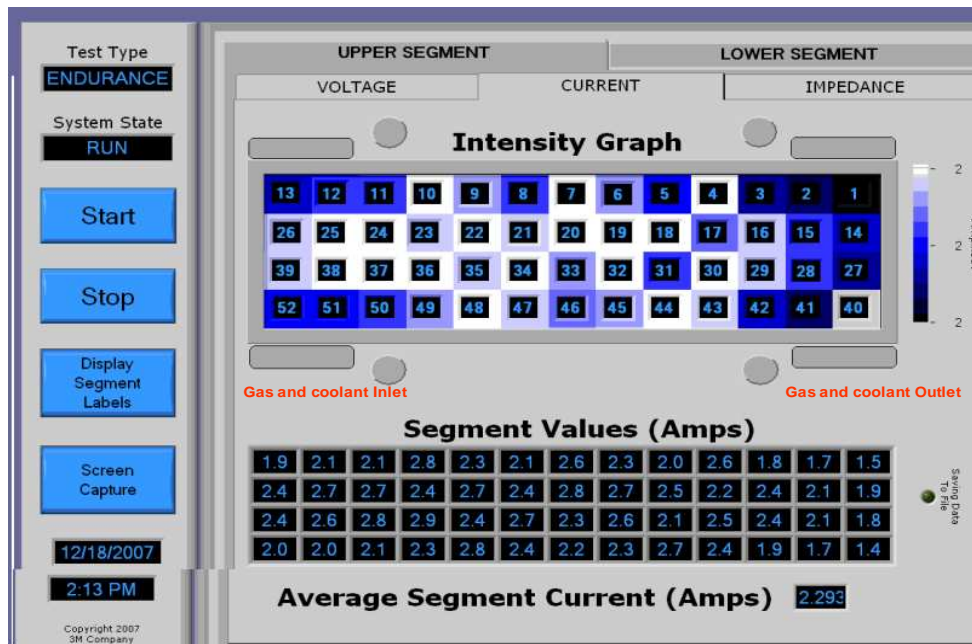 Test Type
ENDURANCE
System State
RUN
Start
Stop
Display
Segment
Labels
Screen
Capture
12/18/2007
2:13 PM
Copyright 2007
3M Company
UPPER SEGMENT LOWER SEGMENT
VOLTAGE CURRENT IMPEDANCE
Intensity Graph
13 12 11 10 9 8 7 6 5 4 3 2 1
26 25 24 23 22 21 20 19 18 17 16 15 14
39 38 37 36 35 34 33 32 31 30 29 28 27
52 51 50 49 48 47 46 45 44 43 42 41 40
2
2
2
Gas and coolant Inlet Gas and coolant Outlet
Segment Values (Amps)
1.9 2.1 2.1 2.8 2.3 2.1 2.6 2.3 2.0 2.6 1.8 1.7 1.5
2.4 2.7 2.7 2.4 2.7 2.4 2.8 2.7 2.5 2.2 2.4 2.1 1.9
2.4 2.6 2.8 2.9 2.4 2.7 2.3 2.6 2.1 2.5 2.4 2.1 1.8
2.0 2.0 2.1 2.3 2.8 2.4 2.2 2.3 2.7 2.4 1.9 1.7 1.4
Saving Data
To File
Average Segment Current (Amps) 2.293